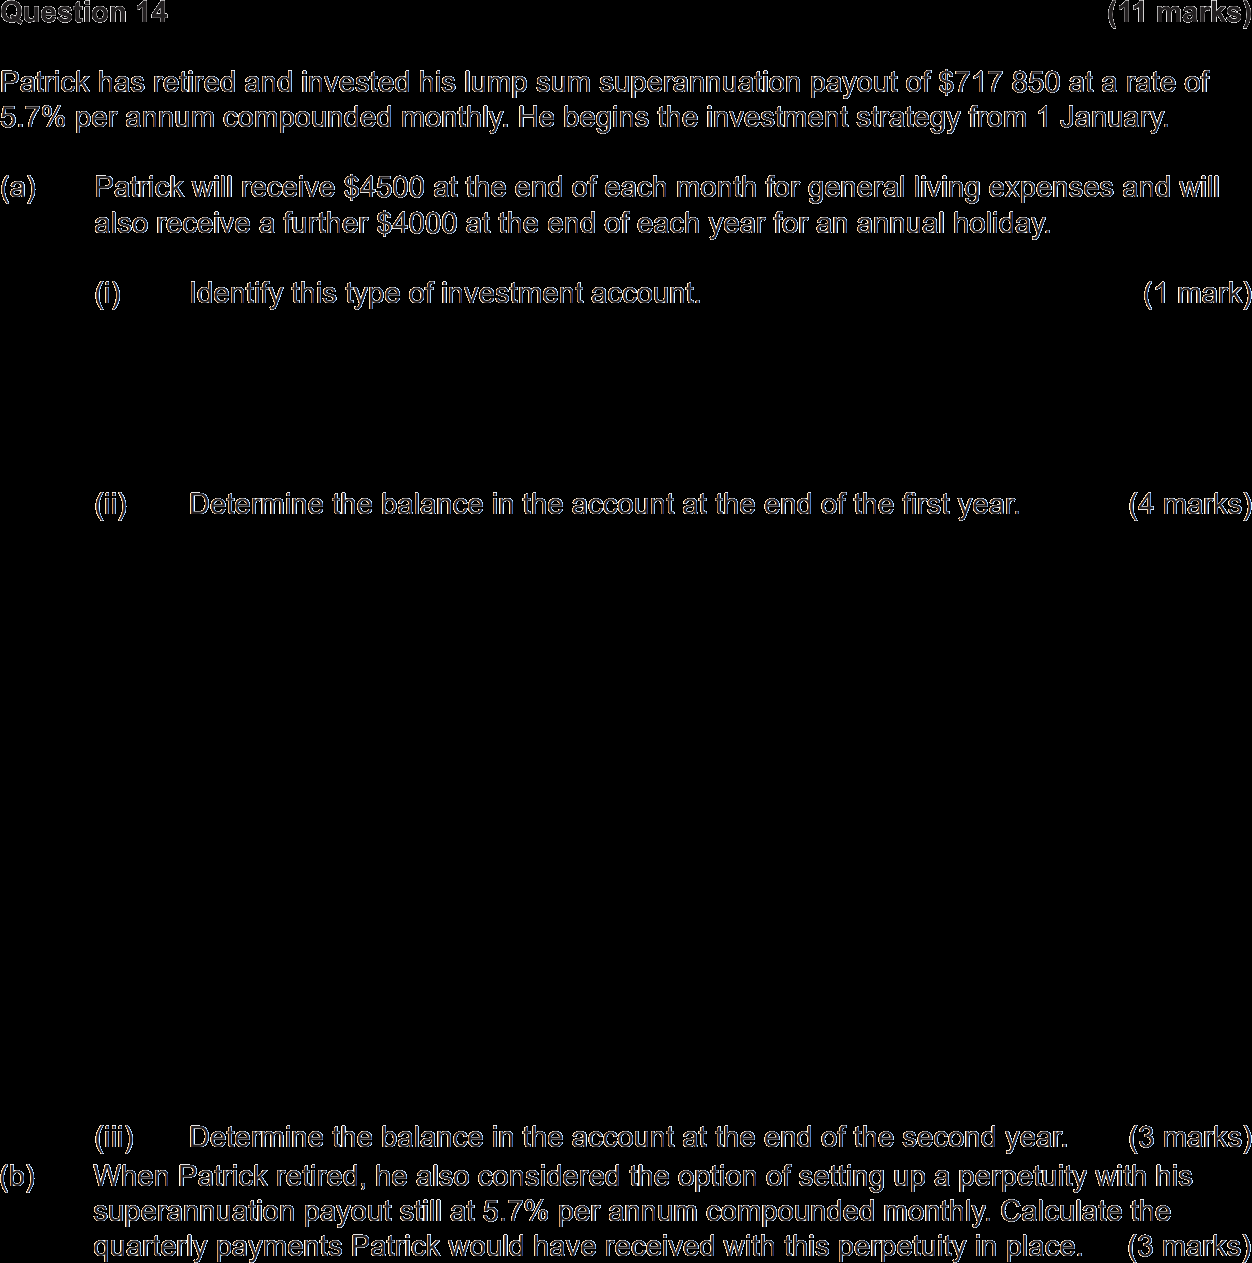 Question 14 (11 marks)
Patrick has retired and invested his lump sum superannuation payout of $717 850 at a rate of
5.7% per annum compounded monthly. He begins the investment strategy from 1 January.
(a) Patrick will receive $4500 at the end of each month for general living expenses and will
also receive a further $4000 at the end of each year for an annual holiday.
(i) Identify this type of investment account. (1 mark)
(ii) Determine the balance in the account at the end of the first year. (4 marks)
(iii) Determine the balance in the account at the end of the second year. (3 marks)
(b) When Patrick retired, he also considered the option of setting up a perpetuity with his
superannuation payout still at 5.7% per annum compounded monthly. Calculate the
quarterly payments Patrick would have received with this perpetuity in place. (3 marks)